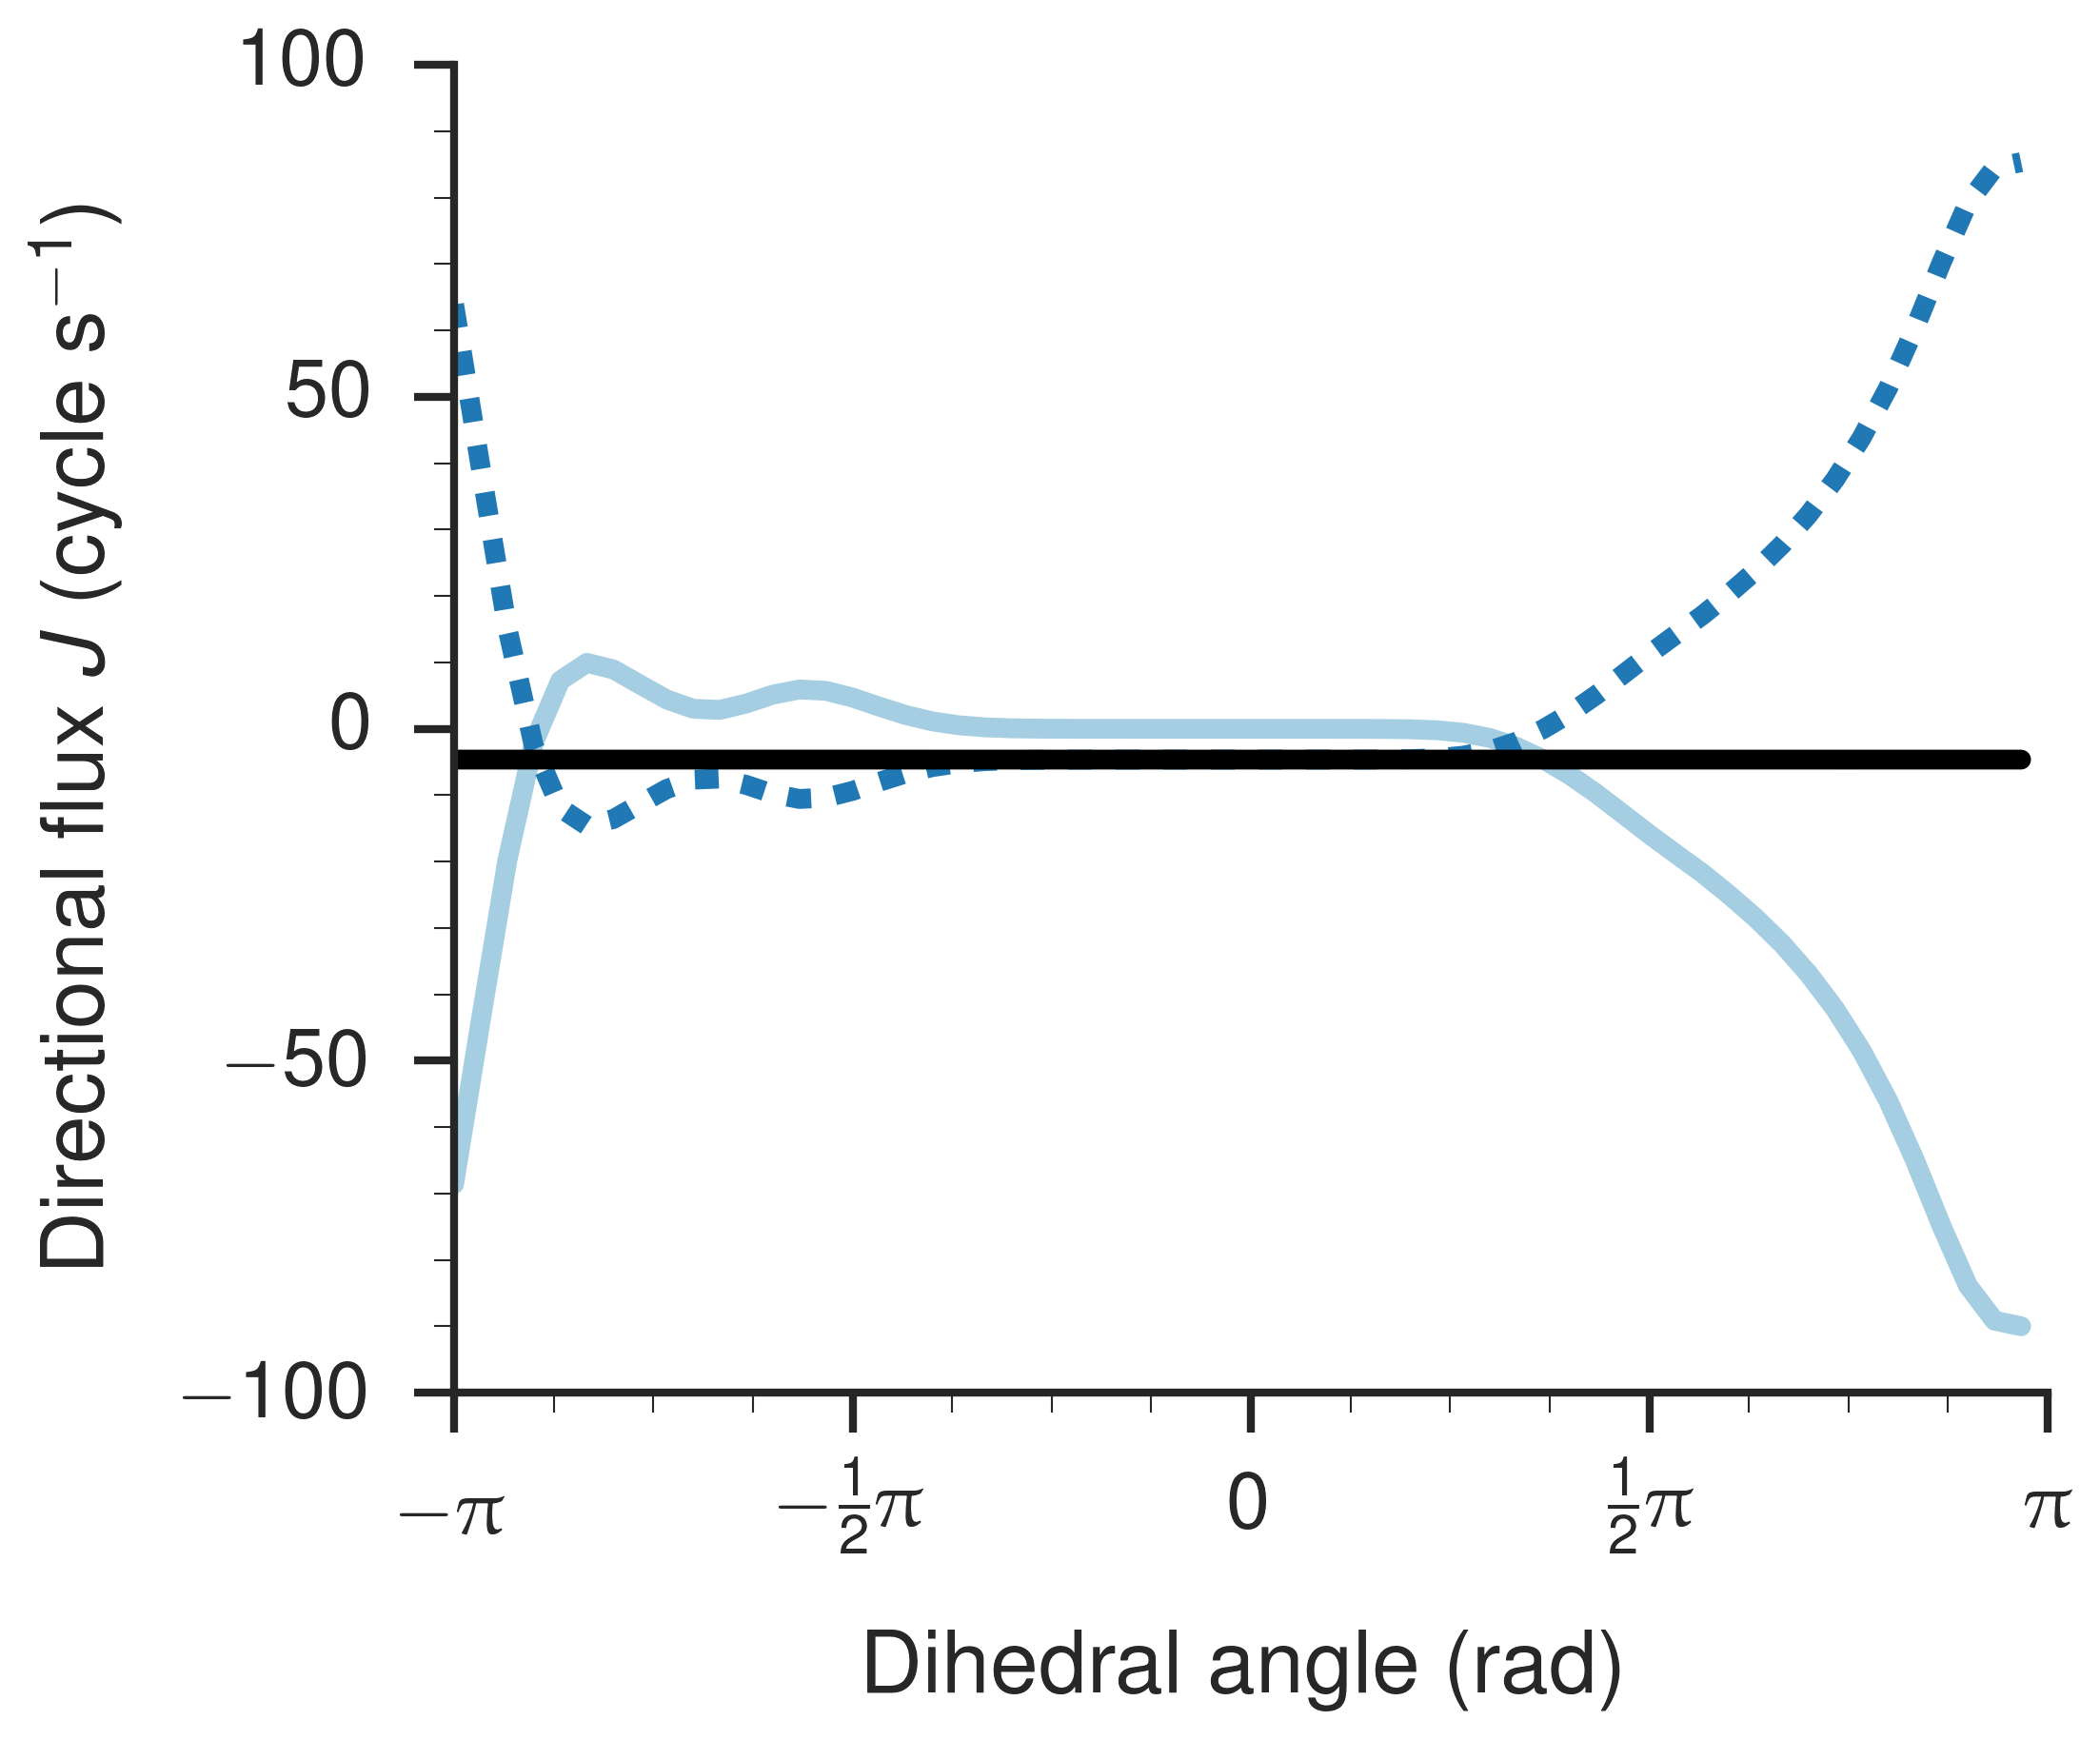 Directional flux J (cycle s⁻¹)
100
50
0
−50
−100
−π
−½π
0
½π
π
Dihedral angle (rad)